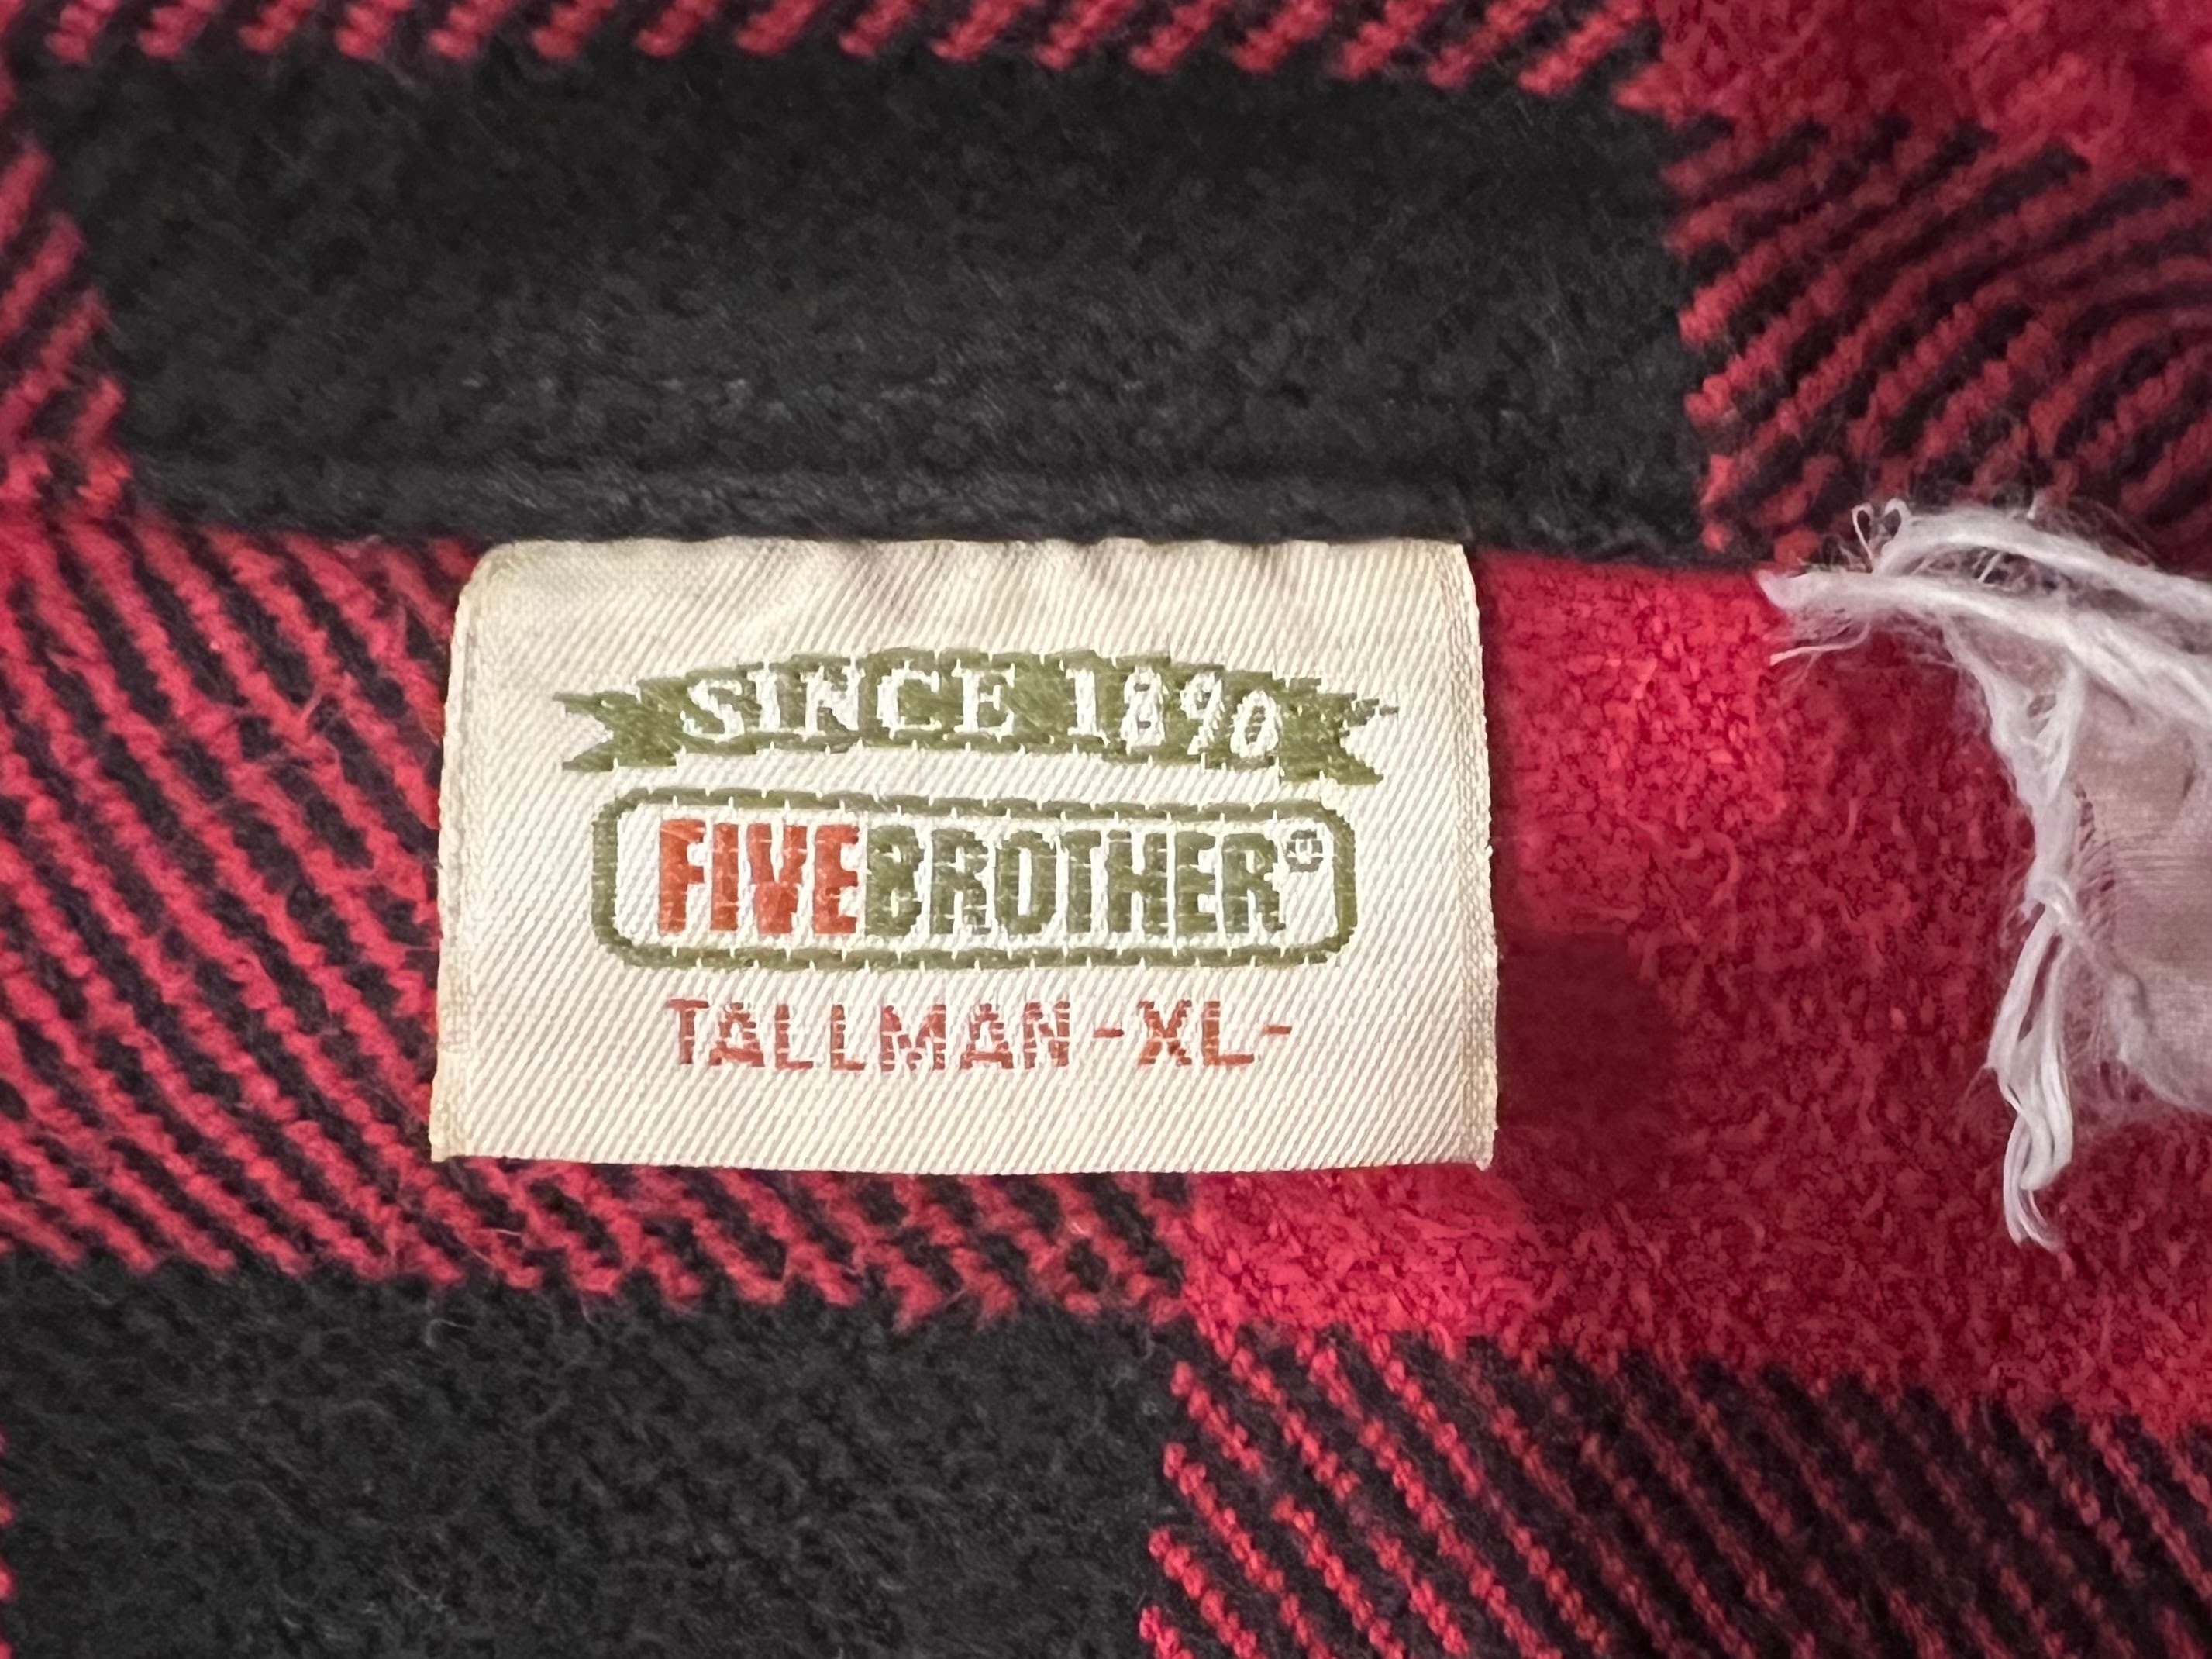 SINCE 1890
FIVEBROTHER®
TALLMAN-XL-